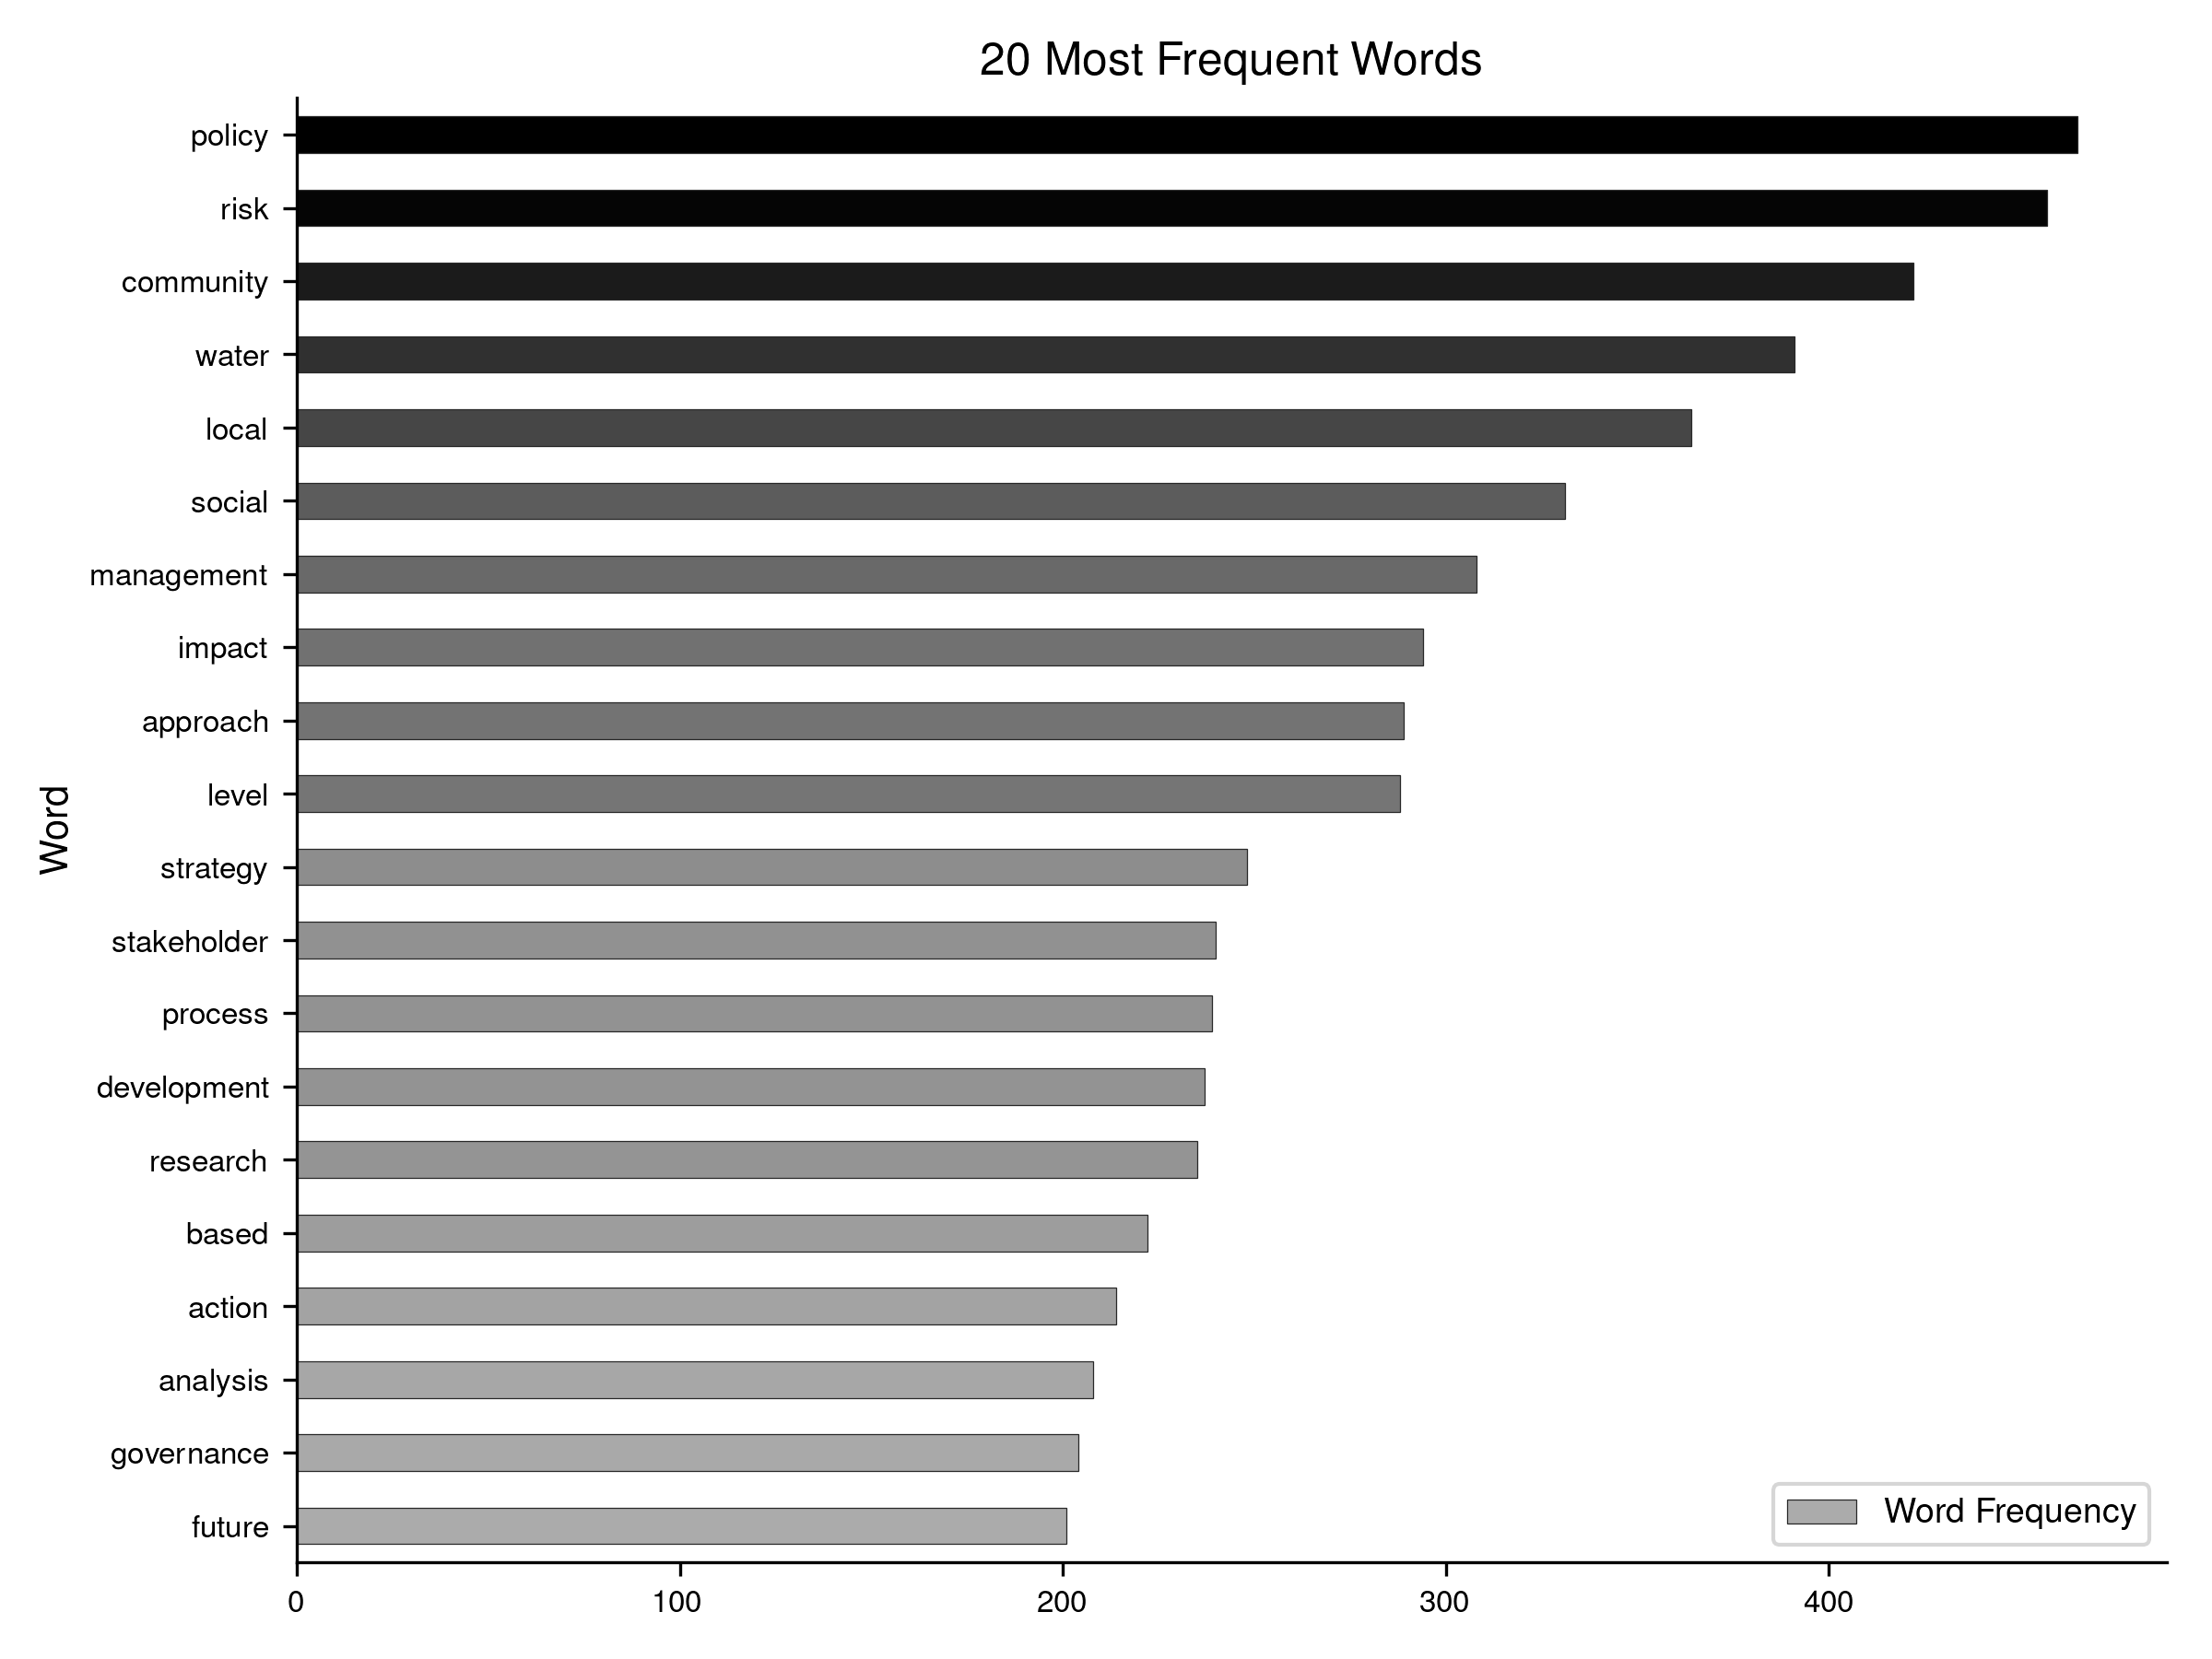 20 Most Frequent Words
policy
risk
community
water
local
social
management
impact
approach
level
strategy
stakeholder
process
development
research
based
action
analysis
governance
future
Word
Word Frequency
0 100 200 300 400